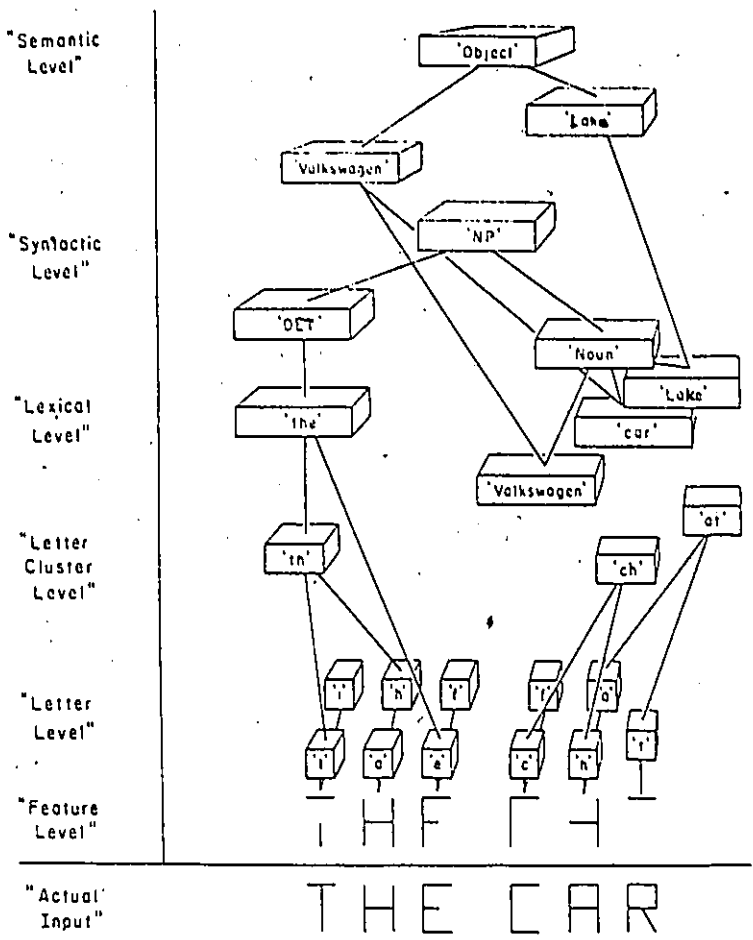 "Semantic
Level"
'Object'
'Lake'
'Volkswagen'
"Syntactic
Level"
'NP'
'DET'
'Noun'
"Lexical
Level"
'the'
'Lake'
'car'
'Volkswagen'
"Letter
Cluster
Level"
'th'
'ch'
'at'
"Letter
Level"
'i' 'h' 'f' 'f' 'a'
't' 'a' 'e' 'c' 'h' 't'
"Feature
Level"
"Actual
Input"
THE CAR